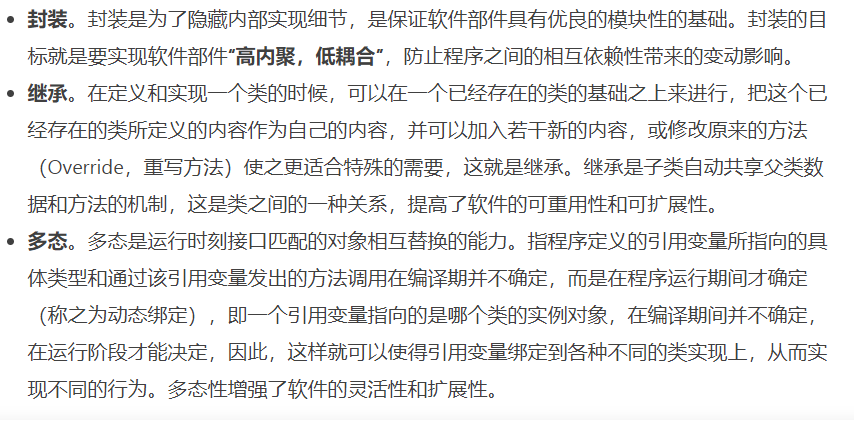 • 封装。封装是为了隐藏内部实现细节，是保证软件部件具有优良的模块性的基础。封装的目
标就是要实现软件部件“高内聚，低耦合”，防止程序之间的相互依赖性带来的变动影响。
• 继承。在定义和实现一个类的时候，可以在一个已经存在的类的基础之上来进行，把这个已
经存在的类所定义的内容作为自己的内容，并可以加入若干新的内容，或修改原来的方法
（Override，重写方法）使之更适合特殊的需要，这就是继承。继承是子类自动共享父类数
据和方法的机制，这是类之间的一种关系，提高了软件的可重用性和可扩展性。
• 多态。多态是运行时刻接口匹配的对象相互替换的能力。指程序定义的引用变量所指向的具
体类型和通过该引用变量发出的方法调用在编译期并不确定，而是在程序运行期间才确定
（称之为动态绑定），即一个引用变量指向的是哪个类的实例对象，在编译期间并不确定，
在运行阶段才能决定，因此，这样就可以使得引用变量绑定到各种不同的类实现上，从而实
现不同的行为。多态性增强了软件的灵活性和扩展性。